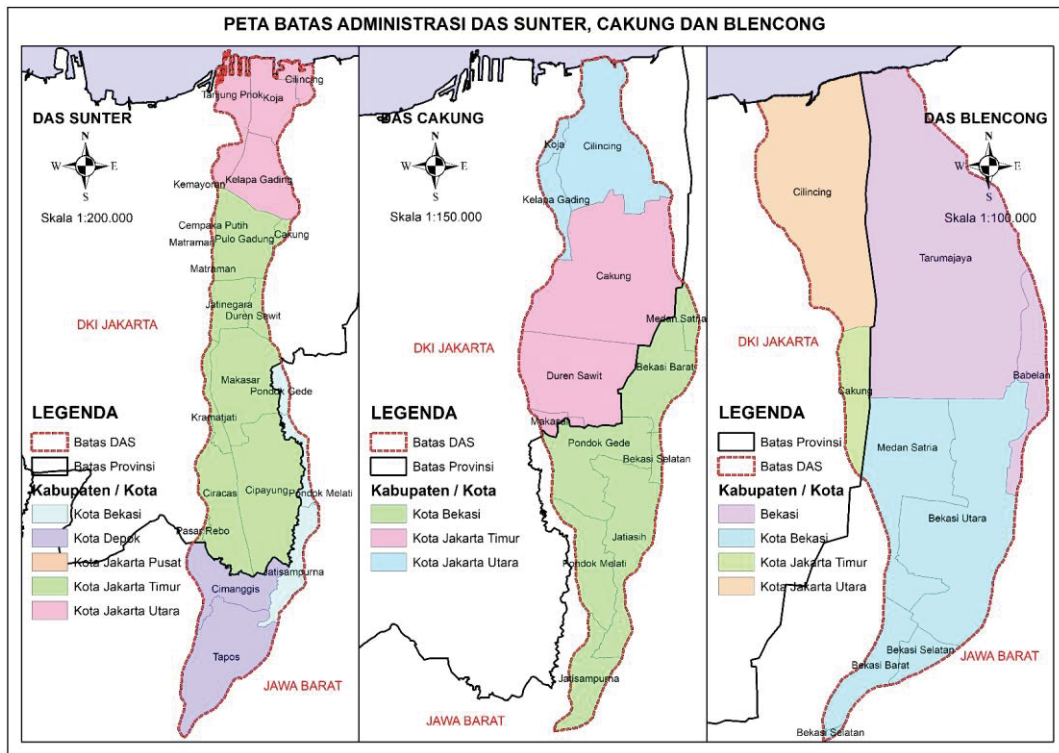 PETA BATAS ADMINISTRASI DAS SUNTER, CAKUNG DAN BLENCONG
Cilincing
Tanjung Priok
Koja
DAS SUNTER
N
W
E
S
Skala 1:200.000
Kemayoran
Kelapa Gading
Cempaka Putih
Matraman
Pulo Gadung
Cakung
Matraman
Jatinegara
Duren Sawit
DKI JAKARTA
Makasar
Pondok Gede
Kramatjati
Ciracas
Cipayung
Pondok Melati
Pasar Rebo
Jatisampurna
Cimanggis
Tapos
JAWA BARAT
LEGENDA
Batas DAS
Batas Provinsi
Kabupaten / Kota
Kota Bekasi
Kota Depok
Kota Jakarta Pusat
Kota Jakarta Timur
Kota Jakarta Utara
DAS CAKUNG
N
W
E
S
Skala 1:150.000
Koja
Cilincing
Kelapa Gading
Cakung
Medan Satria
DKI JAKARTA
Bekasi Barat
Duren Sawit
Makasar
Pondok Gede
Bekasi Selatan
Jatiasih
Pondok Melati
Jatisampurna
JAWA BARAT
LEGENDA
Batas DAS
Batas Provinsi
Kabupaten / Kota
Kota Bekasi
Kota Jakarta Timur
Kota Jakarta Utara
DAS BLENCONG
N
W
E
S
Skala 1:100.000
Cilincing
Tarumajaya
DKI JAKARTA
Cakung
Babelan
Medan Satria
Bekasi Utara
Bekasi Selatan
Bekasi Barat
JAWA BARAT
Bekasi Selatan
LEGENDA
Batas Provinsi
Batas DAS
Kabupaten / Kota
Bekasi
Kota Bekasi
Kota Jakarta Timur
Kota Jakarta Utara